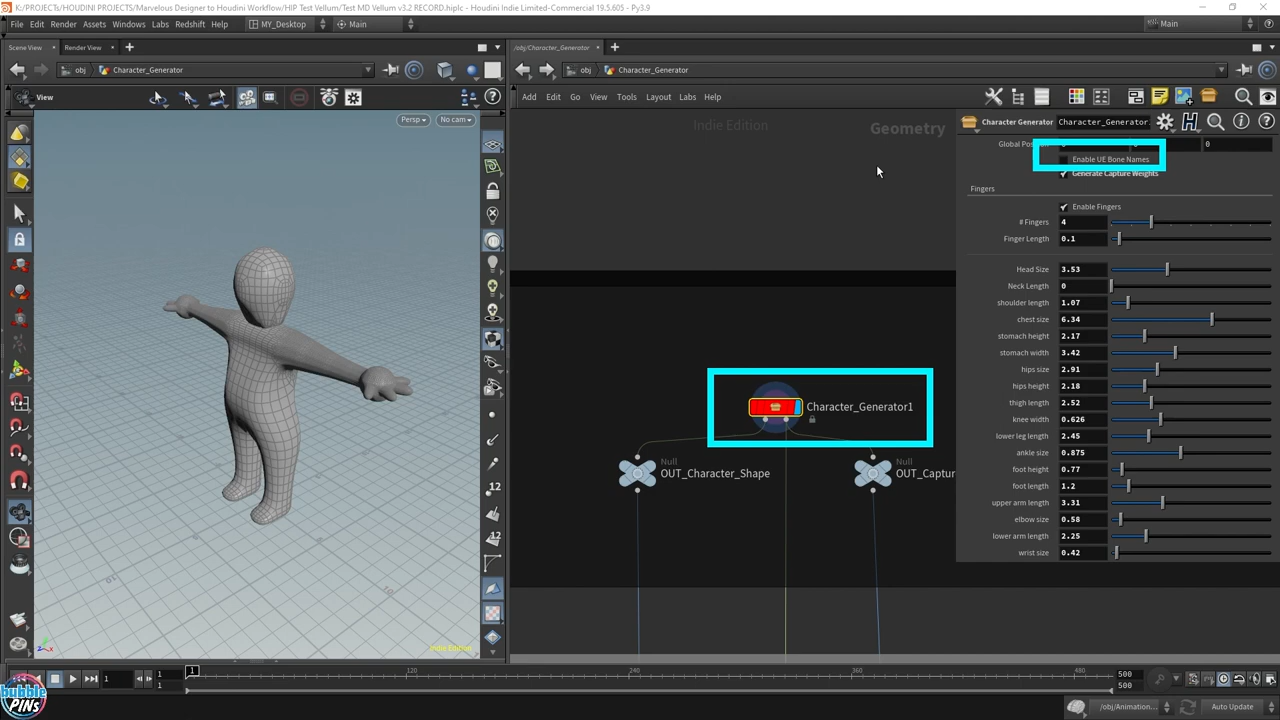 K:/PROJECTs/HOUDINI PROJECTS/Marvelous Designer to Houdini Workflow/HIP Test Vellum/Test MD Vellum v3.2 RECORD.hiplc - Houdini Indie Limited-Commercial 19.5.605 - Py3.9
File Edit Render Assets Windows Labs Redshift Help MY_Desktop Main Main
Scene View Render View
/obj/Character_Generator
obj Character_Generator
obj Character_Generator
View
Add Edit Go View Tools Layout Labs Help
Persp No cam
Indie Edition
Geometry
Character Generator Character_Generator
0
Enable UE Bone Names
Generate Capture Weights
Fingers
Enable Fingers
# Fingers 4
Finger Length 0.1
Head Size 3.53
Neck Length 0
shoulder length 1.07
chest size 6.34
stomach height 2.17
stomach width 3.42
hips size 2.91
hips height 2.18
thigh length 2.52
knee width 0.626
lower leg length 2.45
ankle size 0.875
foot height 0.77
foot length 1.2
upper arm length 3.31
elbow size 0.58
lower arm length 2.25
wrist size 0.42
Character_Generator1
Null
OUT_Character_Shape
Null
OUT_Captur
12
12
Indie Edition
1
120
240
360
480
1
1
1
500
500
/obj/Animation...
Auto Update
bubble
PiNs